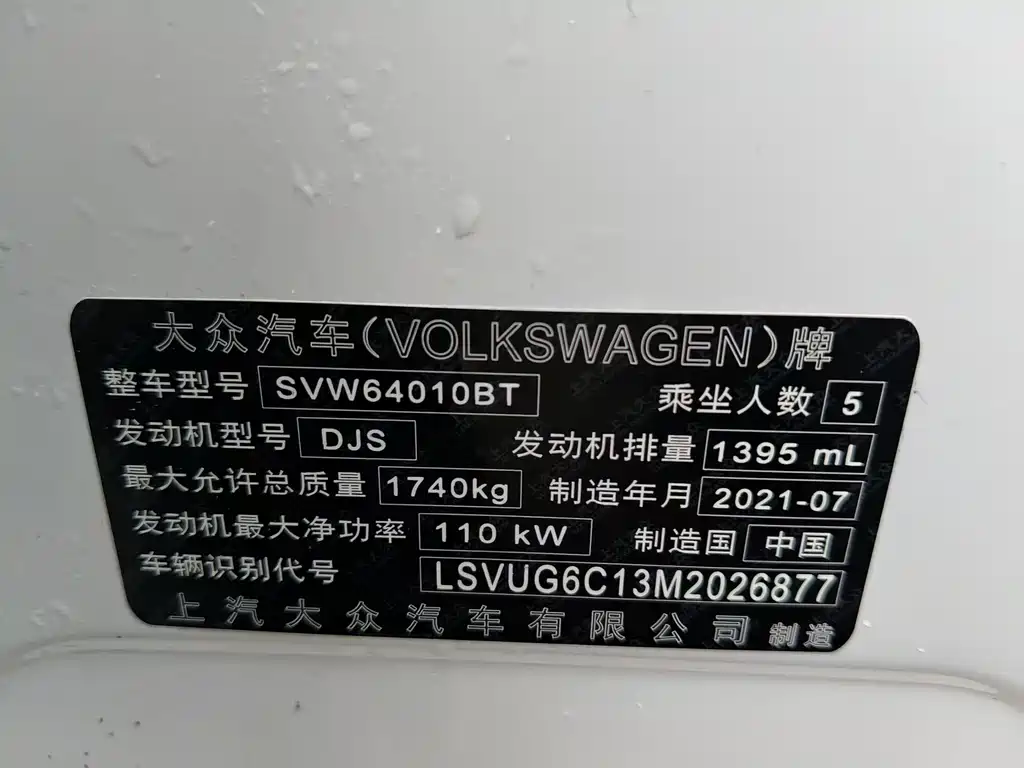 大众汽车(VOLKSWAGEN)牌
整车型号 SVW64010BT 乘坐人数 5
发动机型号 DJS 发动机排量 1395 mL
最大允许总质量 1740kg 制造年月 2021-07
发动机最大净功率 110 kW 制造国 中国
车辆识别代号 LSVUG6C13M2026877
上汽大众汽车有限公司 制造